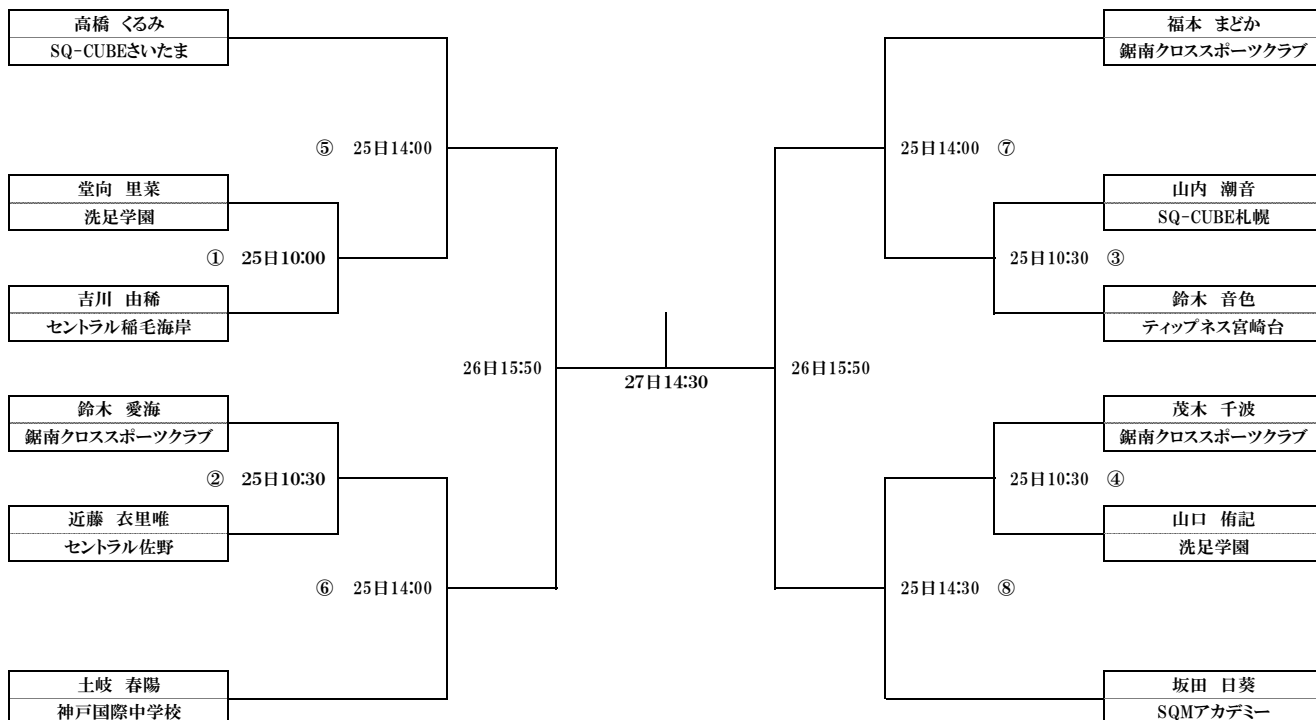 高橋 くるみ
SQ-CUBEさいたま
⑤ 25日14:00
堂向 里菜
洗足学園
① 25日10:00
吉川 由稀
セントラル稲毛海岸
26日15:50
鈴木 愛海
鋸南クロススポーツクラブ
② 25日10:30
近藤 衣里唯
セントラル佐野
⑥ 25日14:00
土岐 春陽
神戸国際中学校
27日14:30
福本 まどか
鋸南クロススポーツクラブ
25日14:00 ⑦
山内 潮音
SQ-CUBE札幌
25日10:30 ③
鈴木 音色
ティップネス宮崎台
26日15:50
茂木 千波
鋸南クロススポーツクラブ
25日10:30 ④
山口 侑記
洗足学園
25日14:30 ⑧
坂田 日葵
SQMアカデミー